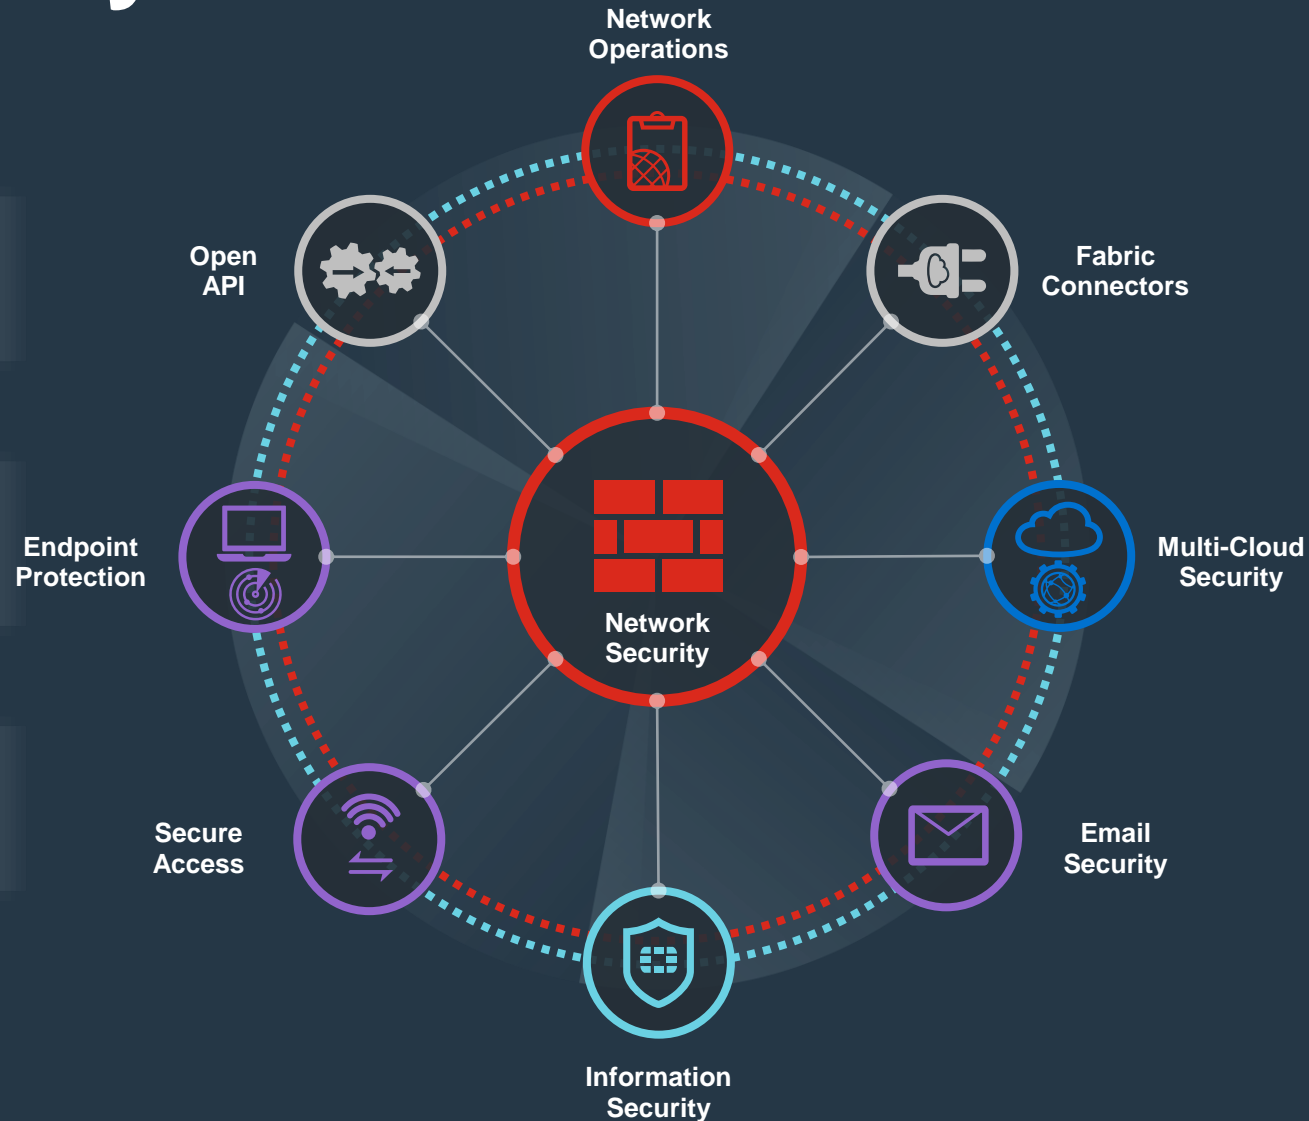 Network
Operations
Open
API
Fabric
Connectors
Endpoint
Protection
Multi-Cloud
Security
Network
Security
Secure
Access
Email
Security
Information
Security